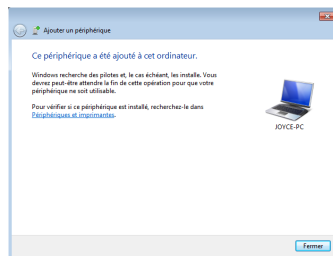 Ajouter un périphérique
Ce périphérique a été ajouté à cet ordinateur.
Windows recherche des pilotes et, le cas échéant, les installe. Vous
devrez peut-être attendre la fin de cette opération pour que votre
périphérique ne soit utilisable.
Pour vérifier si ce périphérique est installé, recherchez-le dans
Périphériques et imprimantes.
JOYCE-PC
Fermer